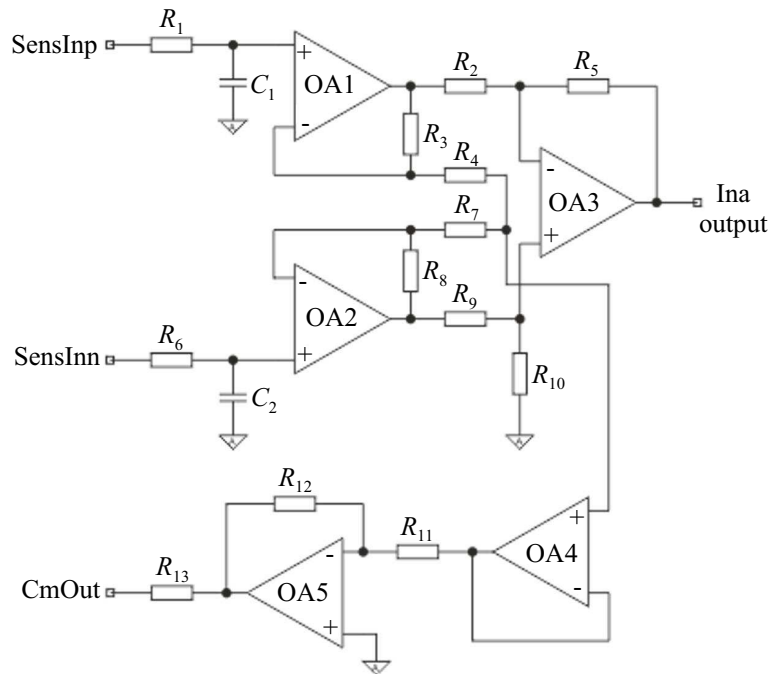 R1
SensInp
C1
+
OA1
-
R2
R5
R3
R4
-
OA3
+
Ina
output
R7
-
R8
OA2
R9
+
SensInn
R6
C2
R10
A
A
A
R12
R11
+
OA4
-
-
OA5
+
CmOut
R13
A